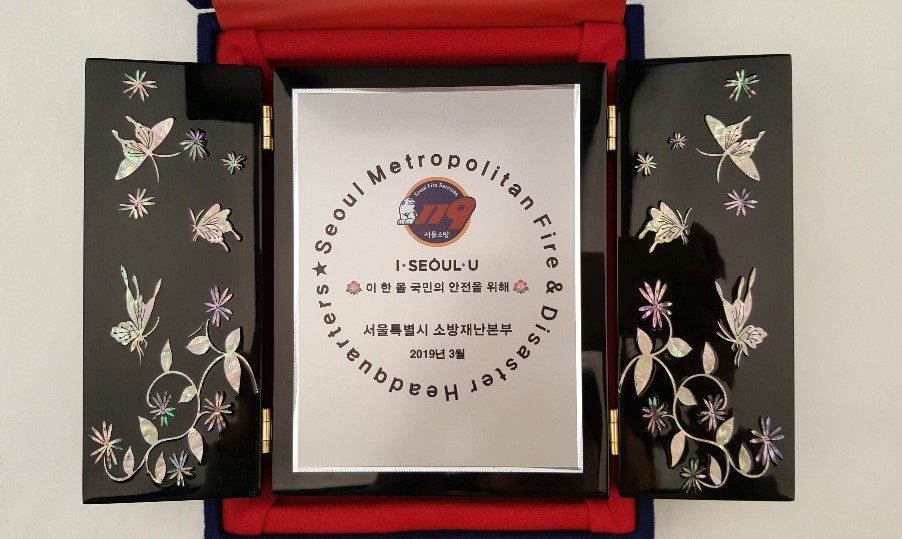 ★Seoul Metropolitan Fire & Disaster Headquarters
Seoul Fire Services
119
서울소방
I·SEOUL·U
이 한 몸 국민의 안전을 위해
서울특별시 소방재난본부
2019년 3월